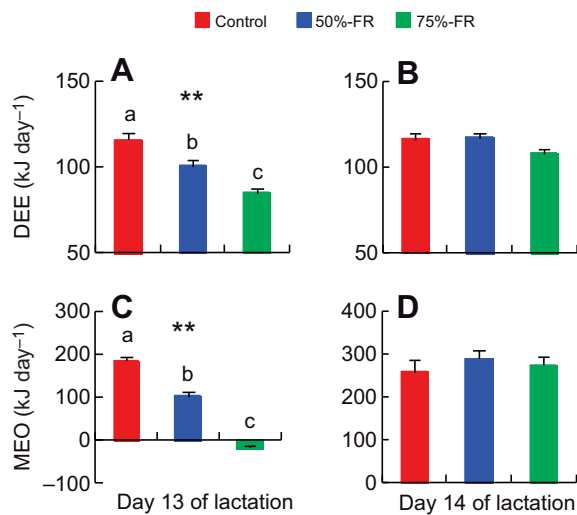 Control 50%-FR 75%-FR
A
B
150
100
50
DEE (kJ day⁻¹)
a
**
b
c
150
100
50
C
D
300
200
100
0
–100
MEO (kJ day⁻¹)
a
**
b
c
400
300
200
100
0
Day 13 of lactation
Day 14 of lactation